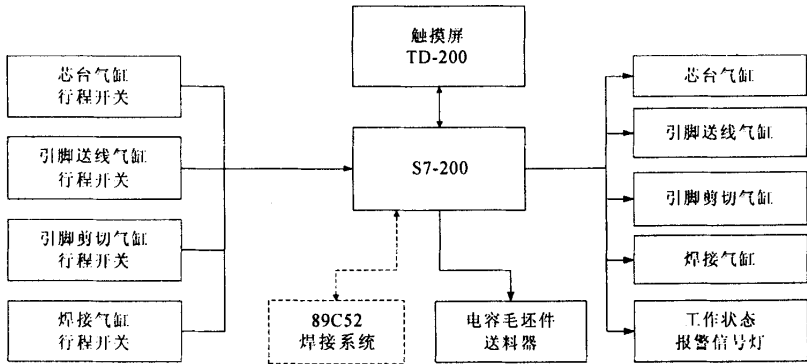 芯台气缸
行程开关
引脚送线气缸
行程开关
引脚剪切气缸
行程开关
焊接气缸
行程开关
触摸屏
TD-200
S7-200
89C52
焊接系统
电容毛坯件
送料器
芯台气缸
引脚送线气缸
引脚剪切气缸
焊接气缸
工作状态
报警信号灯